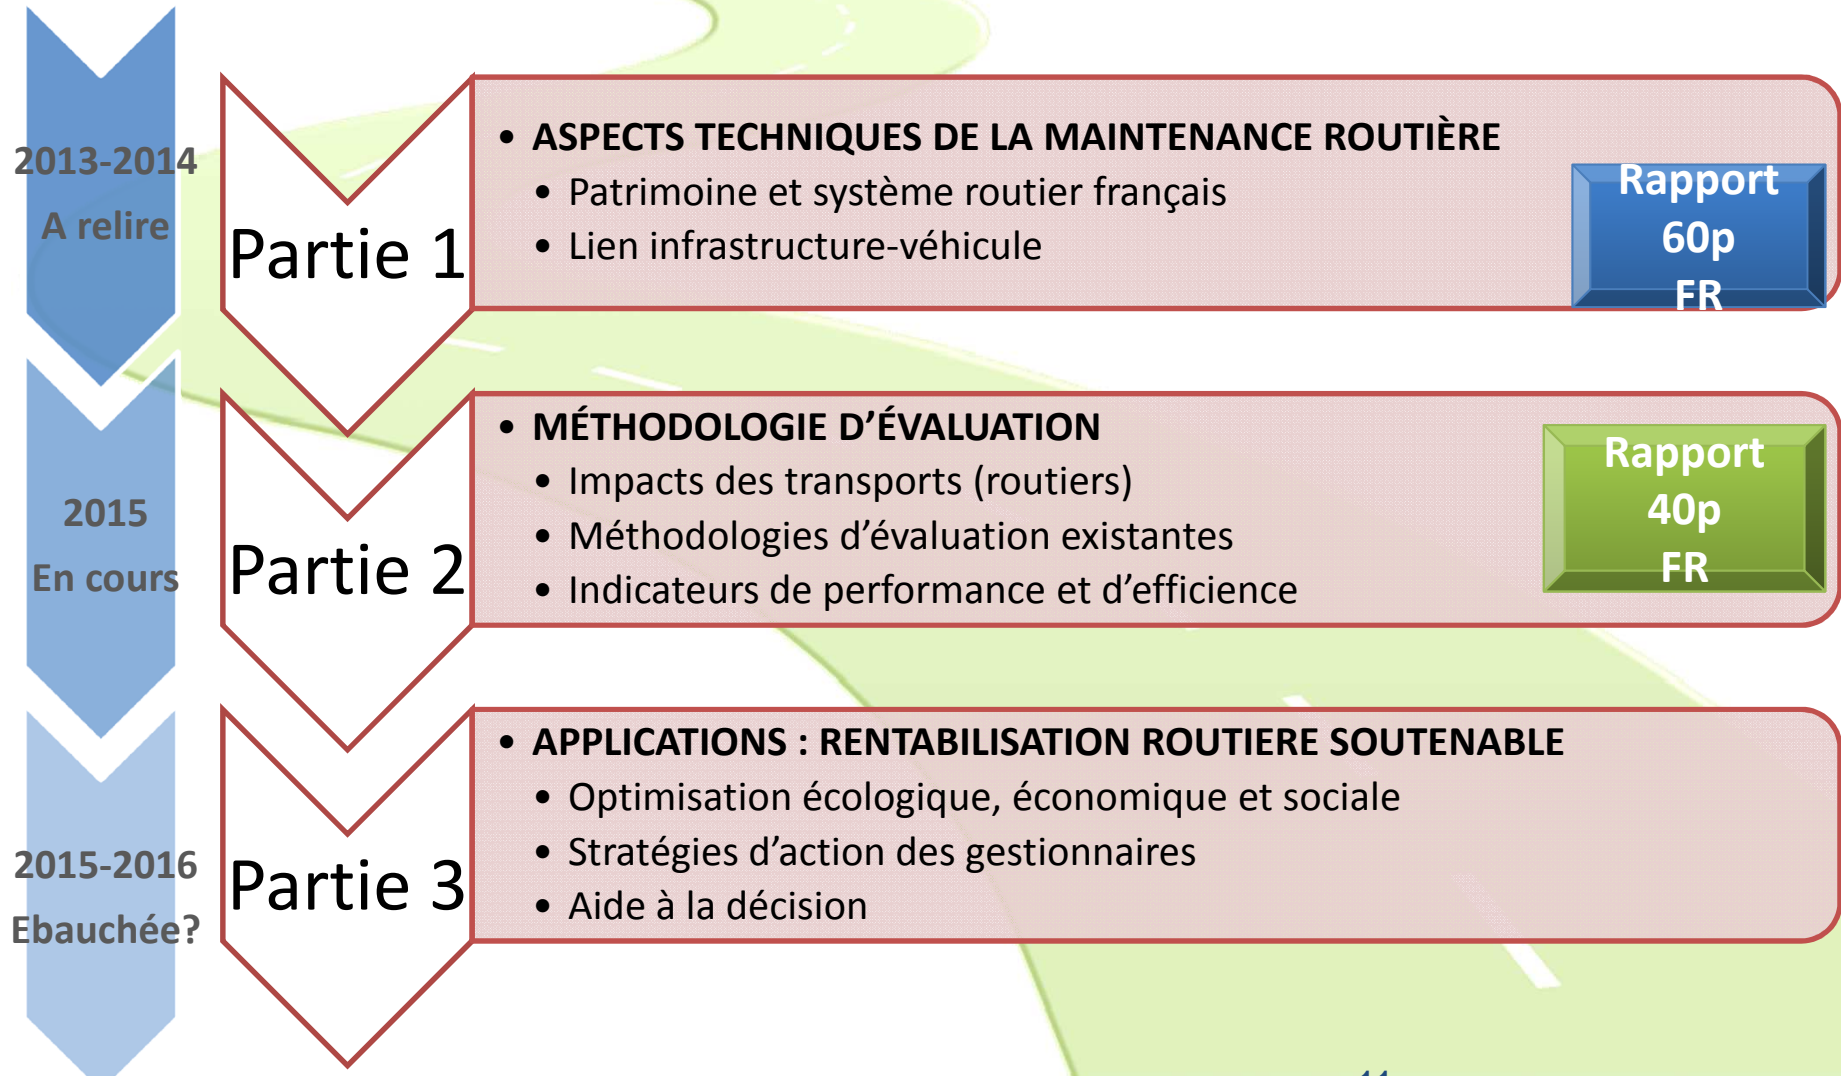 2013-2014
A relire
Partie 1
• ASPECTS TECHNIQUES DE LA MAINTENANCE ROUTIÈRE
• Patrimoine et système routier français
• Lien infrastructure-véhicule
Rapport
60p
FR
2015
En cours
Partie 2
• MÉTHODOLOGIE D’ÉVALUATION
• Impacts des transports (routiers)
• Méthodologies d’évaluation existantes
• Indicateurs de performance et d’efficience
Rapport
40p
FR
2015-2016
Ebauchée?
Partie 3
• APPLICATIONS : RENTABILISATION ROUTIERE SOUTENABLE
• Optimisation écologique, économique et sociale
• Stratégies d’action des gestionnaires
• Aide à la décision